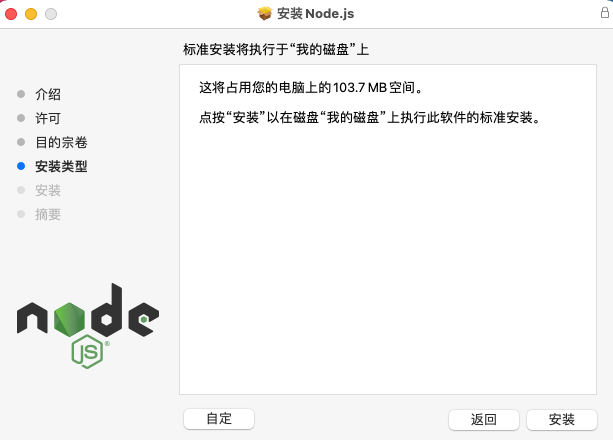 安装 Node.js
标准安装将执行于“我的磁盘”上
这将占用您的电脑上的 103.7 MB 空间。
点按“安装”以在磁盘“我的磁盘”上执行此软件的标准安装。
介绍
许可
目的宗卷
安装类型
安装
摘要
node
JS®
自定
返回
安装